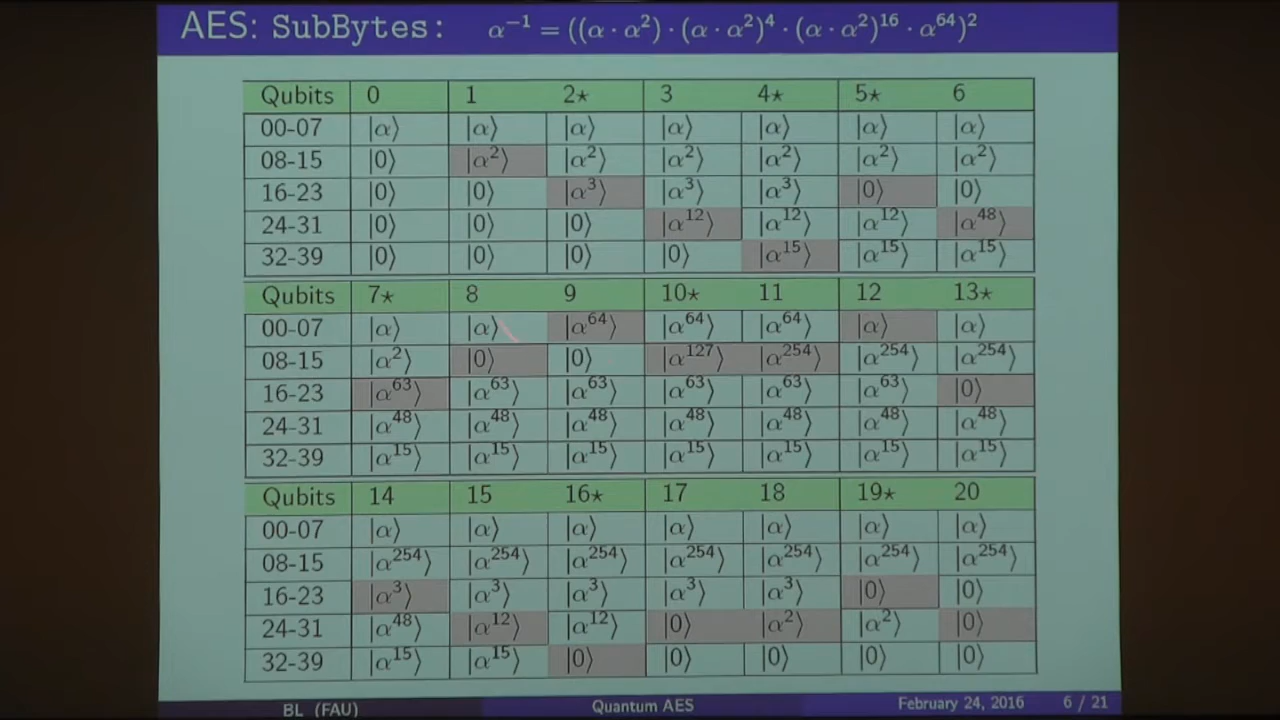 AES: SubBytes: α⁻¹ = ((α · α²) · (α · α²)⁴ · (α · α²)¹⁶ · α⁶⁴)²
Qubits 0 1 2⋆ 3 4⋆ 5⋆ 6
00-07 |α⟩ |α⟩ |α⟩ |α⟩ |α⟩ |α⟩ |α⟩
08-15 |0⟩ |α²⟩ |α²⟩ |α²⟩ |α²⟩ |α²⟩ |α²⟩
16-23 |0⟩ |0⟩ |α³⟩ |α³⟩ |α³⟩ |0⟩ |0⟩
24-31 |0⟩ |0⟩ |0⟩ |α¹²⟩ |α¹²⟩ |α¹²⟩ |α⁴⁸⟩
32-39 |0⟩ |0⟩ |0⟩ |0⟩ |α¹⁵⟩ |α¹⁵⟩ |α¹⁵⟩
Qubits 7⋆ 8 9 10⋆ 11 12 13⋆
00-07 |α⟩ |α⟩ |α⁶⁴⟩ |α⁶⁴⟩ |α⁶⁴⟩ |α⟩ |α⟩
08-15 |α²⟩ |0⟩ |0⟩ |α¹²⁷⟩ |α²⁵⁴⟩ |α²⁵⁴⟩ |α²⁵⁴⟩
16-23 |α⁶³⟩ |α⁶³⟩ |α⁶³⟩ |α⁶³⟩ |α⁶³⟩ |α⁶³⟩ |0⟩
24-31 |α⁴⁸⟩ |α⁴⁸⟩ |α⁴⁸⟩ |α⁴⁸⟩ |α⁴⁸⟩ |α⁴⁸⟩ |α⁴⁸⟩
32-39 |α¹⁵⟩ |α¹⁵⟩ |α¹⁵⟩ |α¹⁵⟩ |α¹⁵⟩ |α¹⁵⟩ |α¹⁵⟩
Qubits 14 15 16⋆ 17 18 19⋆ 20
00-07 |α⟩ |α⟩ |α⟩ |α⟩ |α⟩ |α⟩ |α⟩
08-15 |α²⁵⁴⟩ |α²⁵⁴⟩ |α²⁵⁴⟩ |α²⁵⁴⟩ |α²⁵⁴⟩ |α²⁵⁴⟩ |α²⁵⁴⟩
16-23 |α³⟩ |α³⟩ |α³⟩ |α³⟩ |α³⟩ |0⟩ |0⟩
24-31 |α⁴⁸⟩ |α¹²⟩ |α¹²⟩ |0⟩ |α²⟩ |α²⟩ |0⟩
32-39 |α¹⁵⟩ |α¹⁵⟩ |0⟩ |0⟩ |0⟩ |0⟩ |0⟩
BL (FAU) Quantum AES February 24, 2016 6 / 21